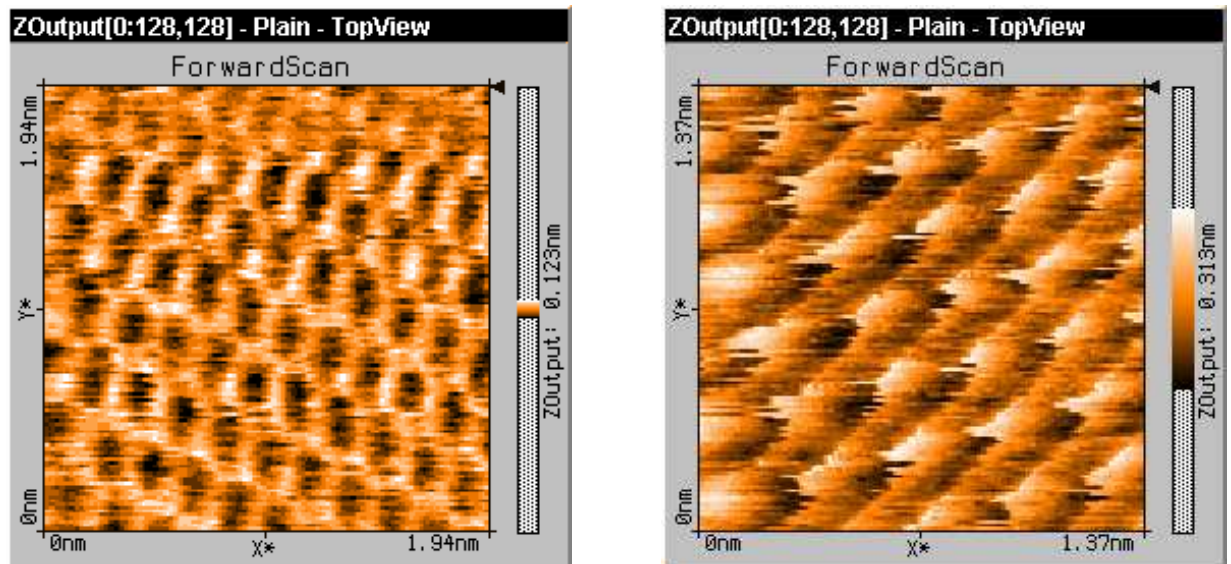 ZOutput[0:128,128] - Plain - TopView
ForwardScan
1.94nm
Y*
0nm
0nm
X*
1.94nm
ZOutput: 0.123nm
ZOutput[0:128,128] - Plain - TopView
ForwardScan
1.37nm
Y*
0nm
0nm
X*
1.37nm
ZOutput: 0.313nm